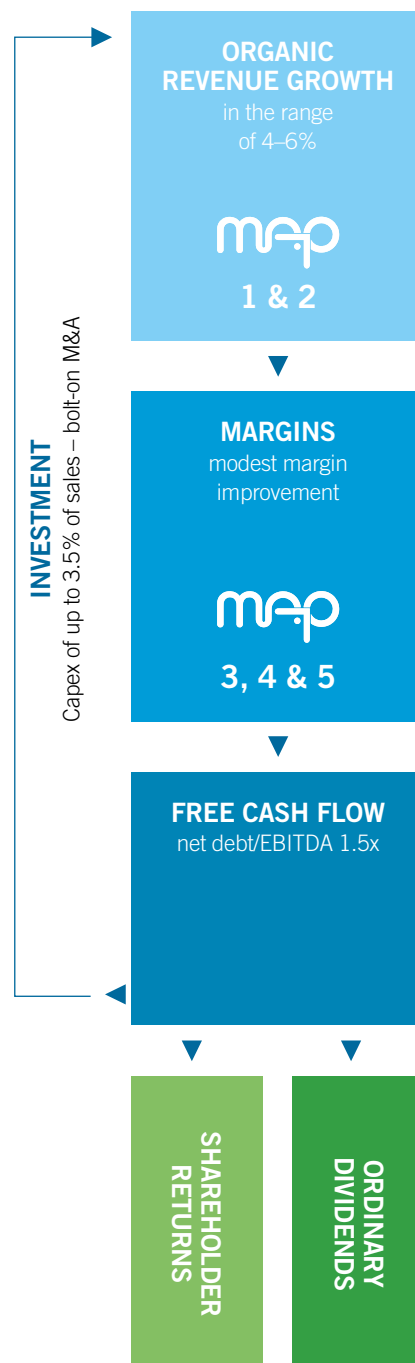 ORGANIC
REVENUE GROWTH
in the range
of 4–6%
map
1 & 2
INVESTMENT
Capex of up to 3.5% of sales – bolt-on M&A
MARGINS
modest margin
improvement
map
3, 4 & 5
FREE CASH FLOW
net debt/EBITDA 1.5x
SHAREHOLDER
RETURNS
ORDINARY
DIVIDENDS